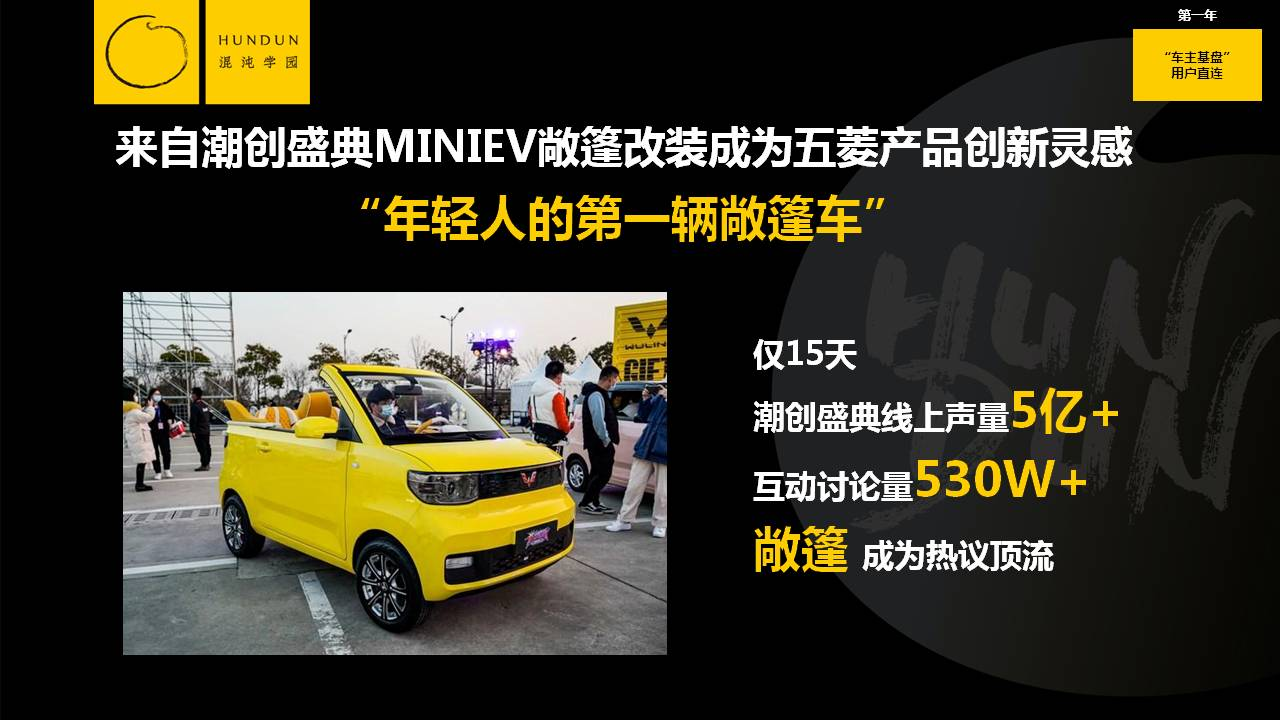 HUNDUN
混沌学园
第一年
“车主基盘”
用户直连
来自潮创盛典MINIEV敞篷改装成为五菱产品创新灵感
“年轻人的第一辆敞篷车”
仅15天
潮创盛典线上声量5亿+
互动讨论量530W+
敞篷 成为热议顶流
WULING
GIFT
HUN
DUN